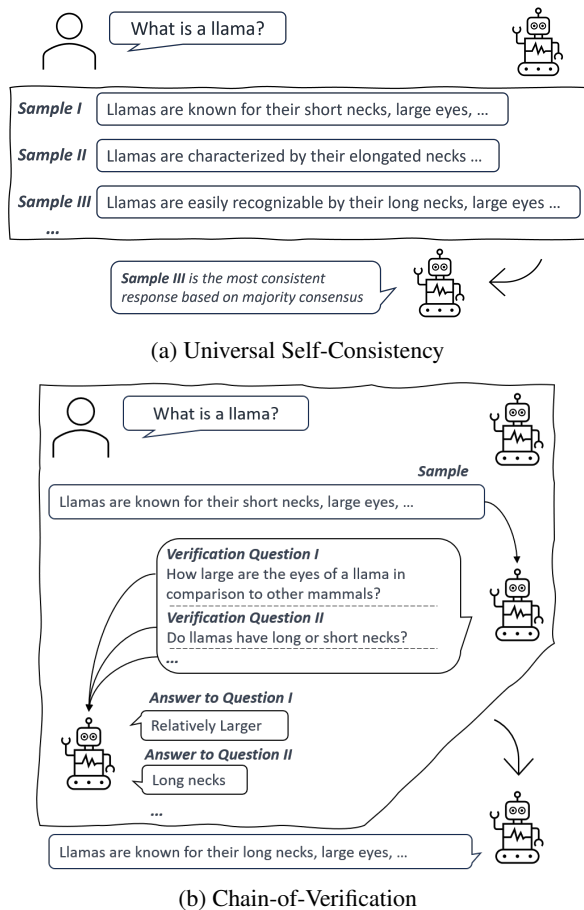 What is a llama?
Sample I
Llamas are known for their short necks, large eyes, ...
Sample II
Llamas are characterized by their elongated necks ...
Sample III
Llamas are easily recognizable by their long necks, large eyes ...
...
Sample III is the most consistent
response based on majority consensus
(a) Universal Self-Consistency
What is a llama?
Sample
Llamas are known for their short necks, large eyes, ...
Verification Question I
How large are the eyes of a llama in
comparison to other mammals?
Verification Question II
Do llamas have long or short necks?
...
Answer to Question I
Relatively Larger
Answer to Question II
Long necks
...
Llamas are known for their long necks, large eyes, ...
(b) Chain-of-Verification